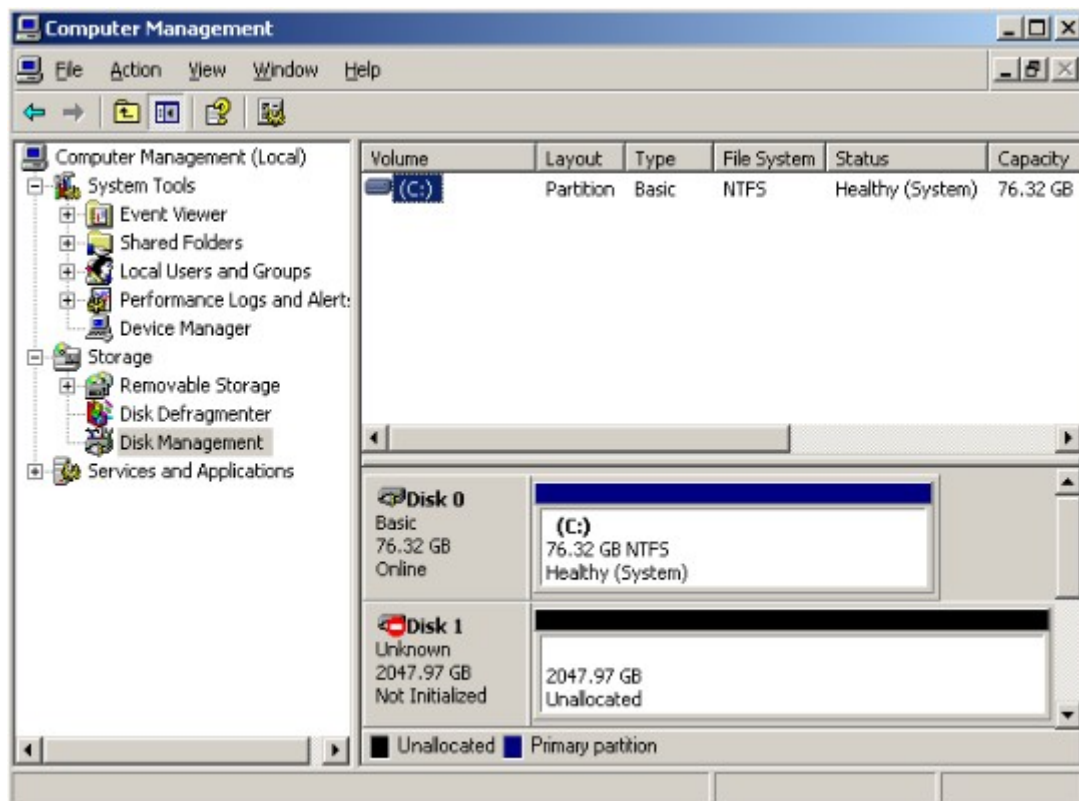 Computer Management
File Action View Window Help
Computer Management (Local)
System Tools
Event Viewer
Shared Folders
Local Users and Groups
Performance Logs and Alert
Device Manager
Storage
Removable Storage
Disk Defragmenter
Disk Management
Services and Applications
Volume Layout Type File System Status Capacity
(C:) Partition Basic NTFS Healthy (System) 76.32 GB
Disk 0
Basic
76.32 GB
Online
(C:)
76.32 GB NTFS
Healthy (System)
Disk 1
Unknown
2047.97 GB
Not Initialized
2047.97 GB
Unallocated
Unallocated Primary partition